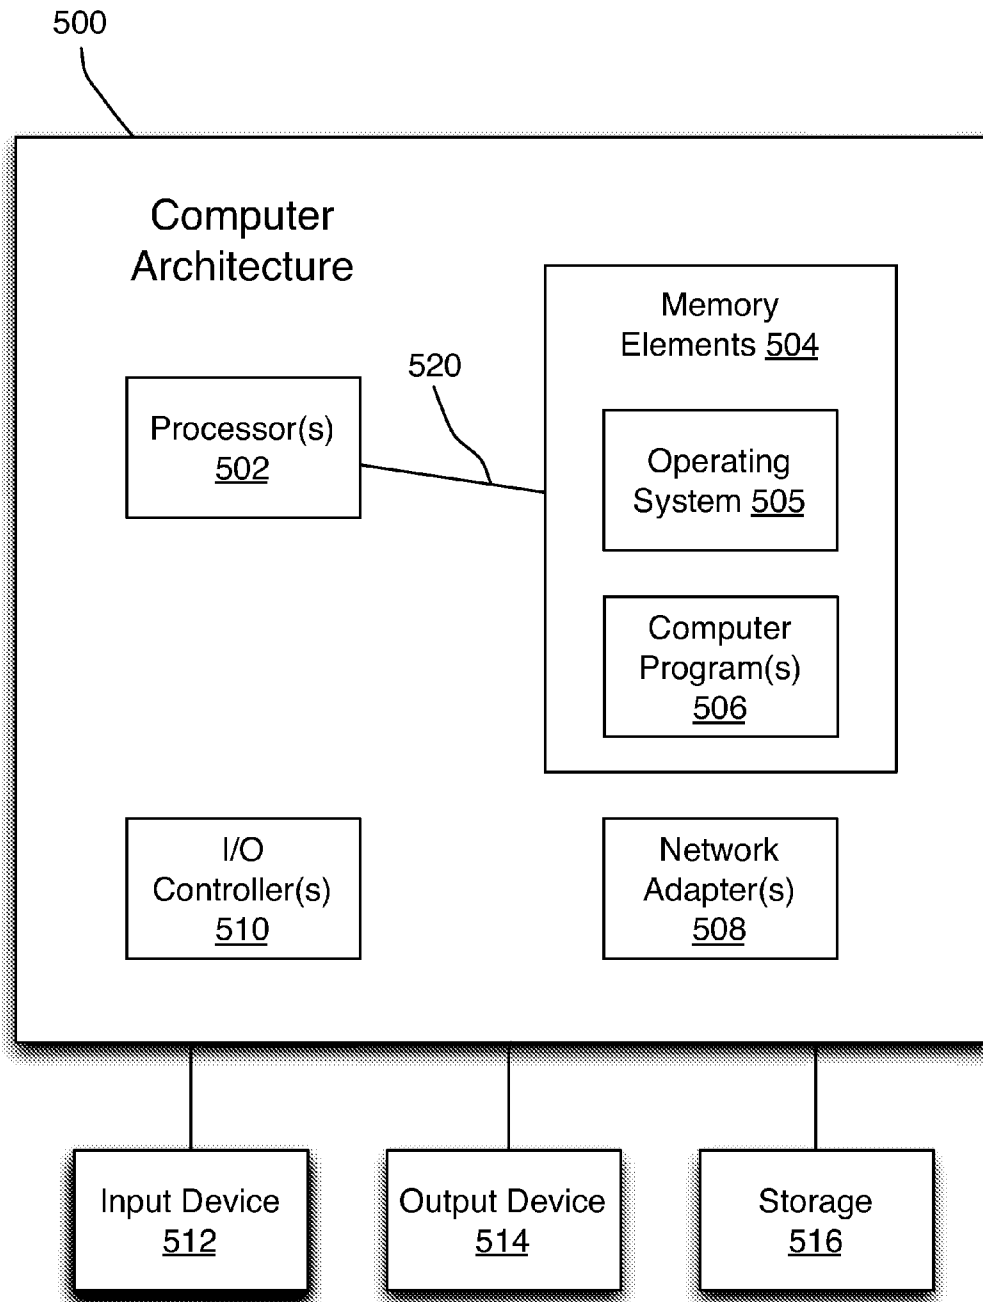 500
Computer
Architecture
Memory
Elements 504
520
Processor(s)
502
Operating
System 505
Computer
Program(s)
506
I/O
Controller(s)
510
Network
Adapter(s)
508
Input Device
512
Output Device
514
Storage
516